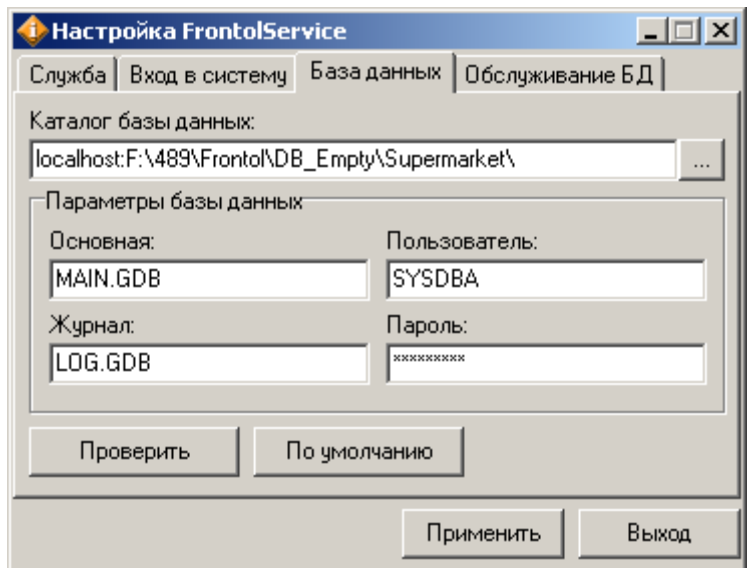 Настройка FrontolService
Служба Вход в систему База данных Обслуживание БД
Каталог базы данных:
localhost:F:\489\Frontol\DB_Empty\Supermarket\ ...
Параметры базы данных
Основная: Пользователь:
MAIN.GDB SYSDBA
Журнал: Пароль:
LOG.GDB *********
Проверить По умолчанию
Применить Выход